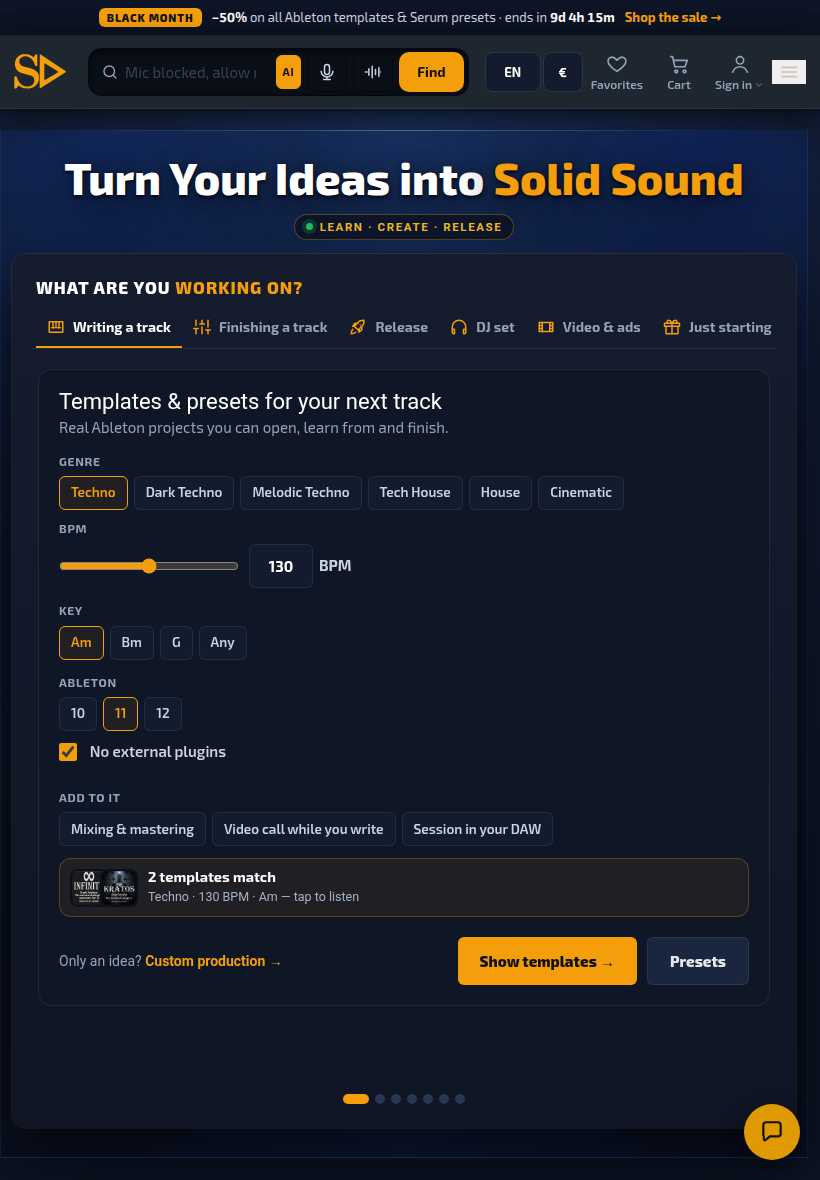 BLACK MONTH −50% on all Ableton templates & Serum presets · ends in 9d 4h 15m Shop the sale →
Mic blocked, allow
AI
Find
EN
€
Favorites
Cart
Sign in
Turn Your Ideas into Solid Sound
LEARN · CREATE · RELEASE
WHAT ARE YOU WORKING ON?
Writing a track
Finishing a track
Release
DJ set
Video & ads
Just starting
Templates & presets for your next track
Real Ableton projects you can open, learn from and finish.
GENRE
Techno
Dark Techno
Melodic Techno
Tech House
House
Cinematic
BPM
130 BPM
KEY
Am
Bm
G
Any
ABLETON
10
11
12
No external plugins
ADD TO IT
Mixing & mastering
Video call while you write
Session in your DAW
INFINIT
KRATOS
2 templates match
Techno · 130 BPM · Am — tap to listen
Only an idea? Custom production →
Show templates →
Presets